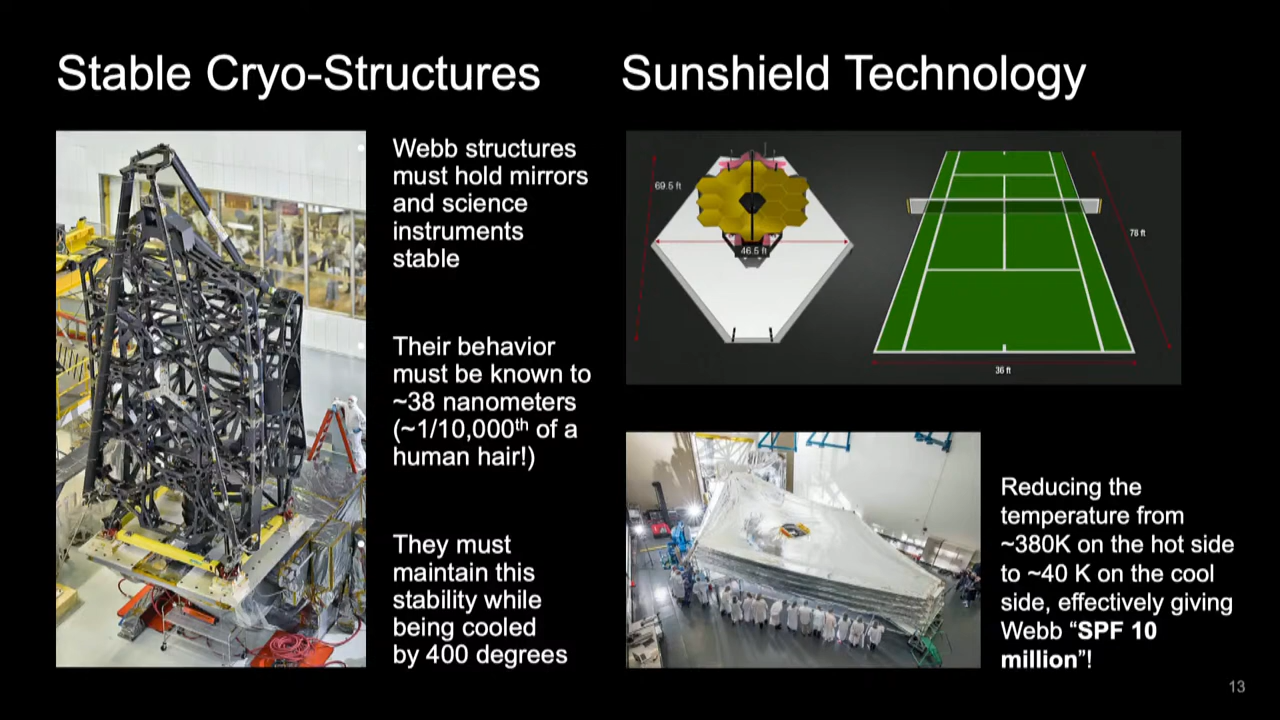 Stable Cryo-Structures
Webb structures
must hold mirrors
and science
instruments
stable
Their behavior
must be known to
~38 nanometers
(~1/10,000th of a
human hair!)
They must
maintain this
stability while
being cooled
by 400 degrees
Sunshield Technology
69.5 ft
46.5 ft
78 ft
36 ft
Reducing the
temperature from
~380K on the hot side
to ~40 K on the cool
side, effectively giving
Webb “SPF 10
million”!
13